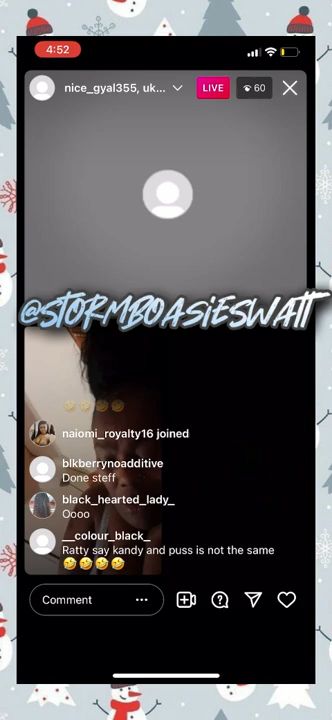 4:52
nice_gyal355, uk...
LIVE
60
@STORMBOASIESWATT
naiomi_royalty16 joined
blkberrynoadditive
Done steff
black_hearted_lady_
Oooo
__colour_black_
Ratty say kandy and puss is not the same
🤣🤣🤣🤣
Comment